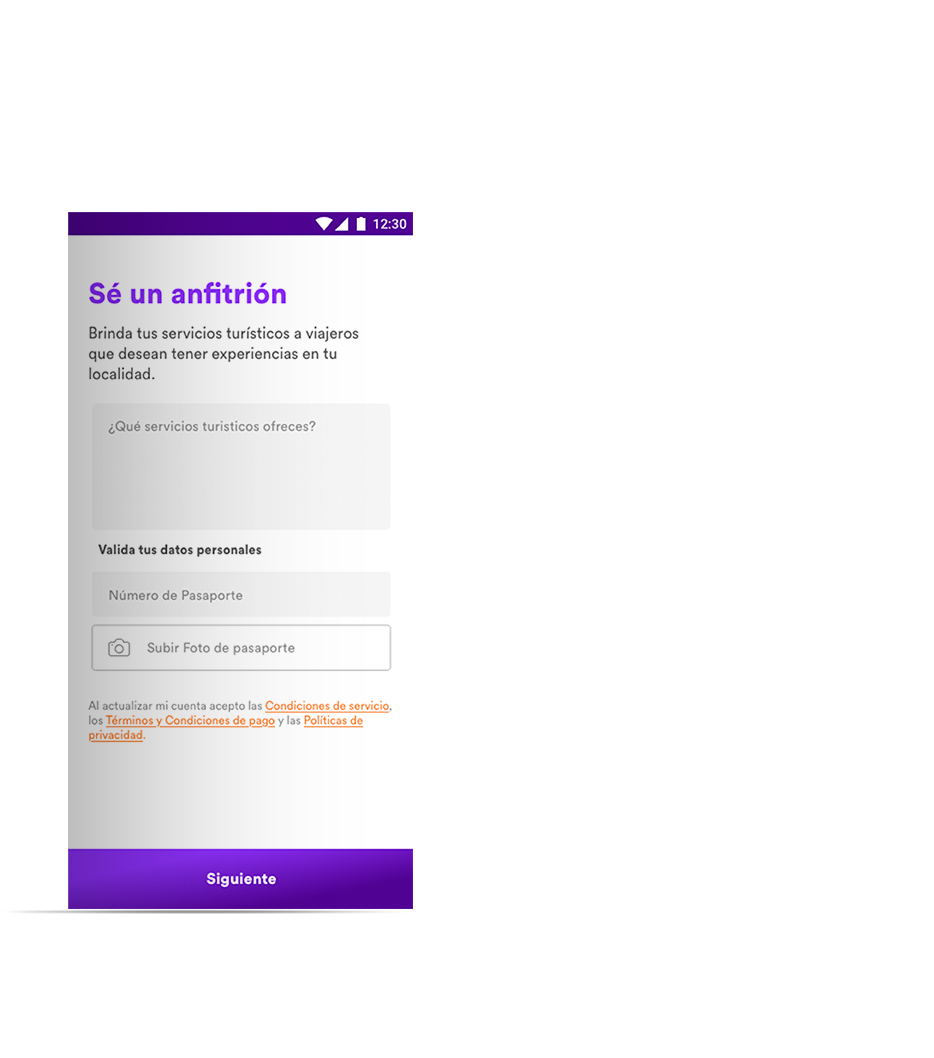 12:30
Sé un anfitrión
Brinda tus servicios turísticos a viajeros
que desean tener experiencias en tu
localidad.
¿Qué servicios turisticos ofreces?
Valida tus datos personales
Número de Pasaporte
Subir Foto de pasaporte
Al actualizar mi cuenta acepto las Condiciones de servicio,
los Términos y Condiciones de pago y las Políticas de
privacidad.
Siguiente